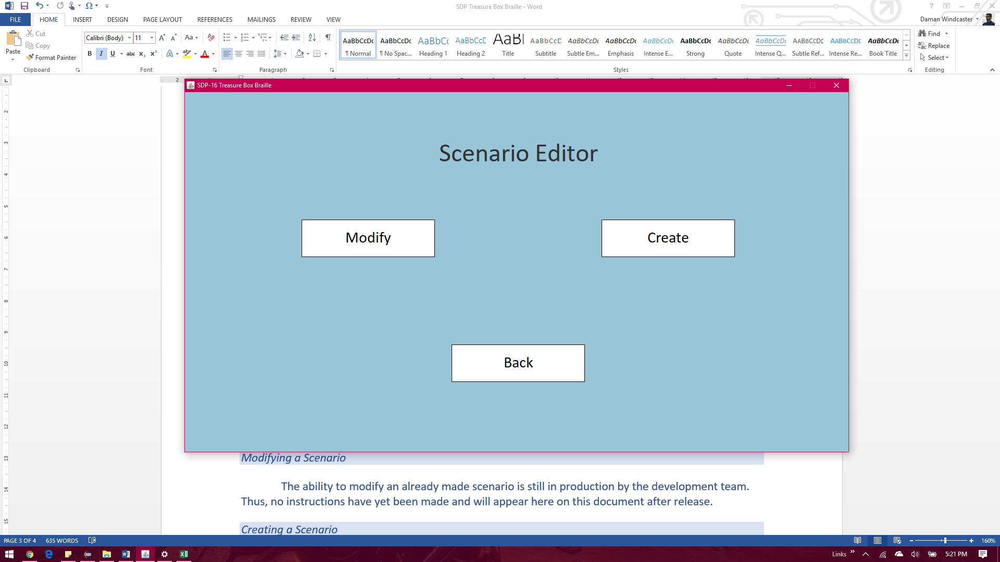 SDP Treasure Box Braille - Word
FILE HOME INSERT DESIGN PAGE LAYOUT REFERENCES MAILINGS REVIEW VIEW
Daman Windcaster
Paste
Cut
Copy
Format Painter
Clipboard
Calibri (Body) 11
Font
Paragraph
AaBbCcDc AaBbCcDc AaBbCc AaBbCcD AaBl AaBbCcD AaBbCcDc AaBbCcDc AaBbCcDc AaBbCcDc AaBbCcDc AaBbCcDc AABBCCDE AABBCCDE AaBbCcDc
¶ Normal ¶ No Spac... Heading 1 Heading 2 Title Subtitle Subtle Em... Emphasis Intense E... Strong Quote Intense Q... Subtle Ref... Intense Re... Book Title
Styles
Find
Replace
Select
Editing
SDP-16 Treasure Box Braille
Scenario Editor
Modify
Create
Back
Modifying a Scenario
The ability to modify an already made scenario is still in production by the development team.
Thus, no instructions have yet been made and will appear here on this document after release.
Creating a Scenario
PAGE 3 OF 4 635 WORDS
160%
Links
5:21 PM